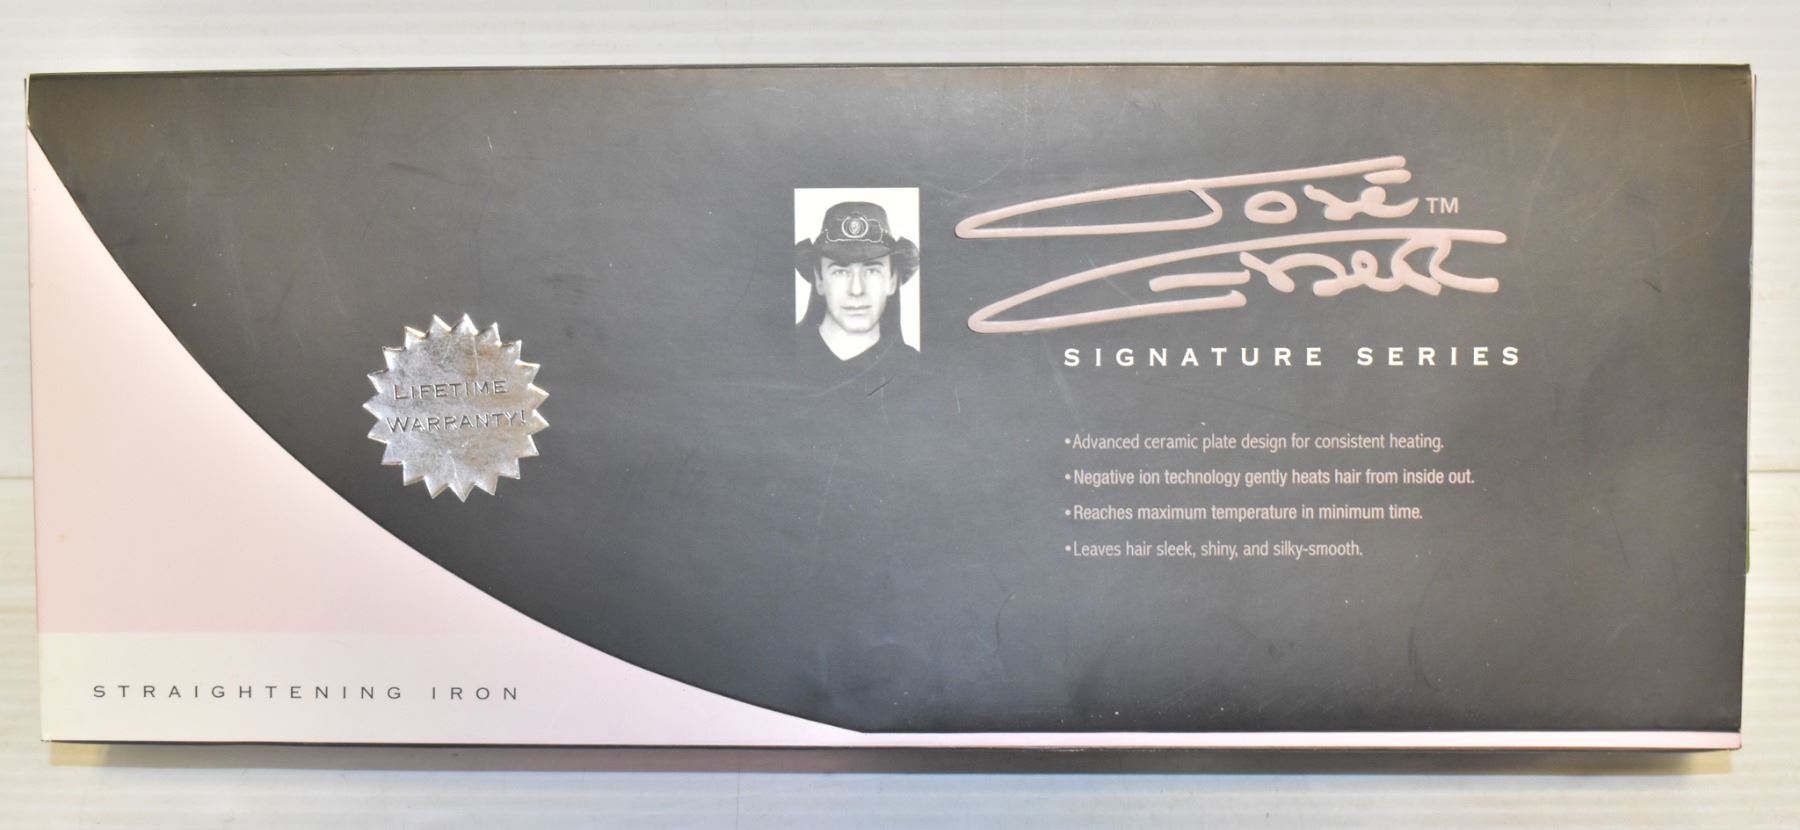 José™
Eber
SIGNATURE SERIES
LIFETIME
WARRANTY!
•Advanced ceramic plate design for consistent heating.
•Negative ion technology gently heats hair from inside out.
•Reaches maximum temperature in minimum time.
•Leaves hair sleek, shiny, and silky-smooth.
STRAIGHTENING IRON